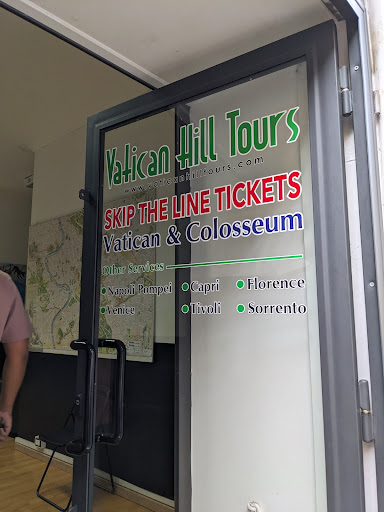 Vatican Hill Tours
www.vaticanhilltours.com
SKIP THE LINE TICKETS
Vatican & Colosseum
Other Services
Napoli Pompei Capri Florence
Venice Tivoli Sorrento